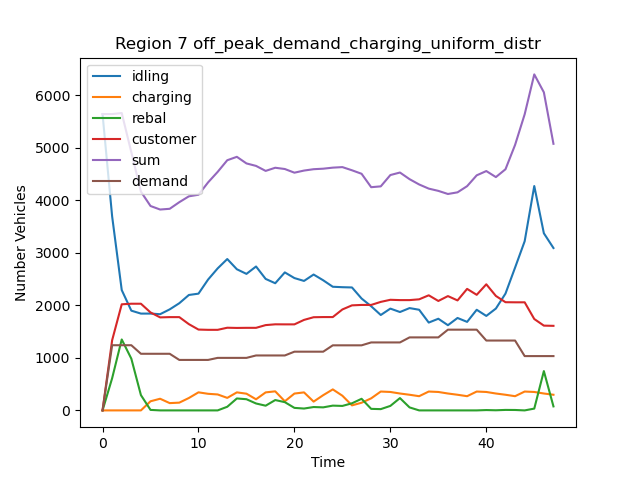 Region 7 off_peak_demand_charging_uniform_distr
idling
charging
rebal
customer
sum
demand
Number Vehicles
6000
5000
4000
3000
2000
1000
0
0 10 20 30 40
Time